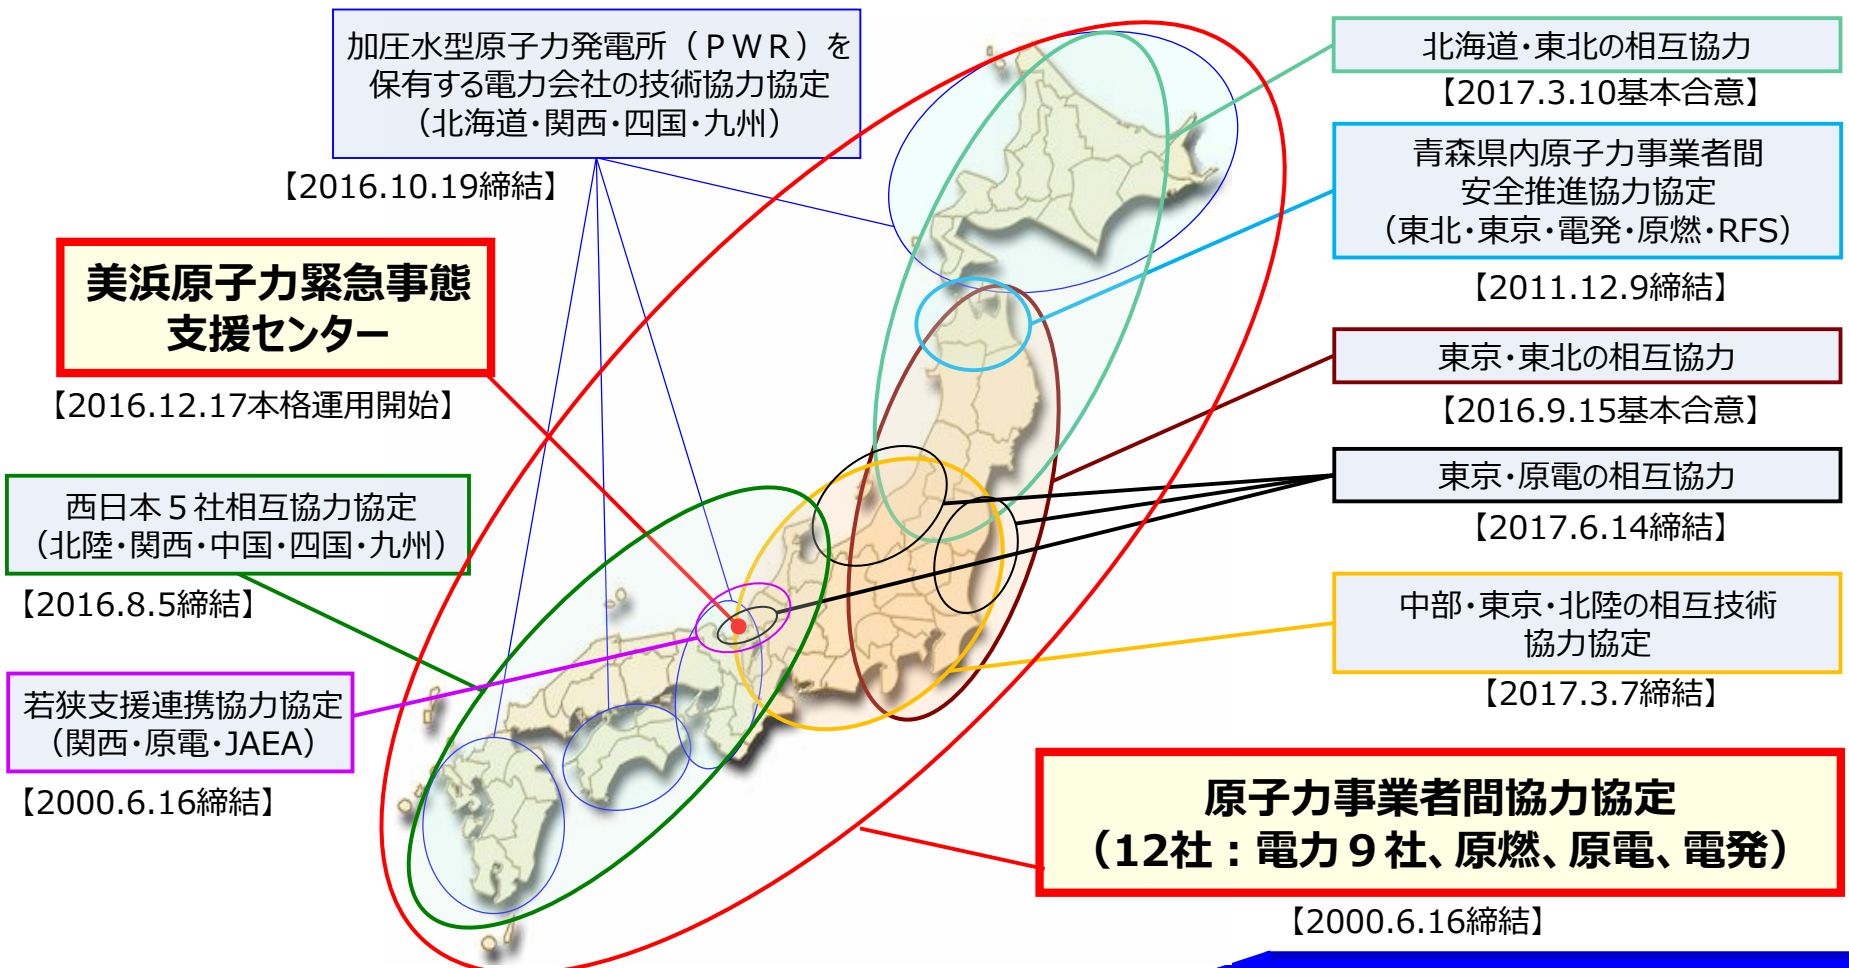 加圧水型原子力発電所（ＰＷＲ）を
保有する電力会社の技術協力協定
（北海道・関西・四国・九州）
【2016.10.19締結】
美浜原子力緊急事態
支援センター
【2016.12.17本格運用開始】
西日本５社相互協力協定
（北陸・関西・中国・四国・九州）
【2016.8.5締結】
若狭支援連携協力協定
（関西・原電・JAEA）
【2000.6.16締結】
北海道・東北の相互協力
【2017.3.10基本合意】
青森県内原子力事業者間
安全推進協力協定
（東北・東京・電発・原燃・RFS）
【2011.12.9締結】
東京・東北の相互協力
【2016.9.15基本合意】
東京・原電の相互協力
【2017.6.14締結】
中部・東京・北陸の相互技術
協力協定
【2017.3.7締結】
原子力事業者間協力協定
（12社：電力９社、原燃、原電、電発）
【2000.6.16締結】